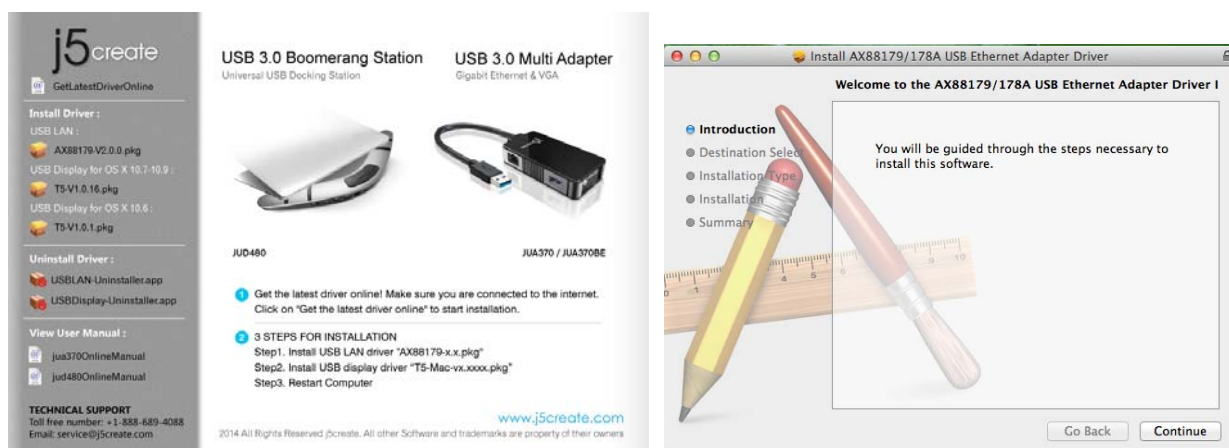 j5create
GetLatestDriverOnline
Install Driver :
USB LAN :
AX88179-V2.0.0.pkg
USB Display for OS X 10.7-10.9 :
T5-V1.0.16.pkg
USB Display for OS X 10.6 :
T5-V1.0.1.pkg
Uninstall Driver :
USBLAN-Uninstaller.app
USBDisplay-Uninstaller.app
View User Manual :
jua370OnlineManual
jud480OnlineManual
TECHNICAL SUPPORT
Toll free number: +1-888-689-4088
Email: service@j5create.com
USB 3.0 Boomerang Station
Universal USB Docking Station
USB 3.0 Multi Adapter
Gigabit Ethernet & VGA
JUD480
JUA370 / JUA370BE
1 Get the latest driver online! Make sure you are connected to the internet.
Click on "Get the latest driver online" to start installation.
2 3 STEPS FOR INSTALLATION
Step1. Install USB LAN driver "AX88179-x.x.pkg"
Step2. Install USB display driver "T5-Mac-vx.xxxx.pkg"
Step3. Restart Computer
www.j5create.com
2014 All Rights Reserved j5create. All other Software and trademarks are property of their owners
Install AX88179/178A USB Ethernet Adapter Driver
Welcome to the AX88179/178A USB Ethernet Adapter Driver I
Introduction
Destination Select
Installation Type
Installation
Summary
You will be guided through the steps necessary to
install this software.
Go Back
Continue